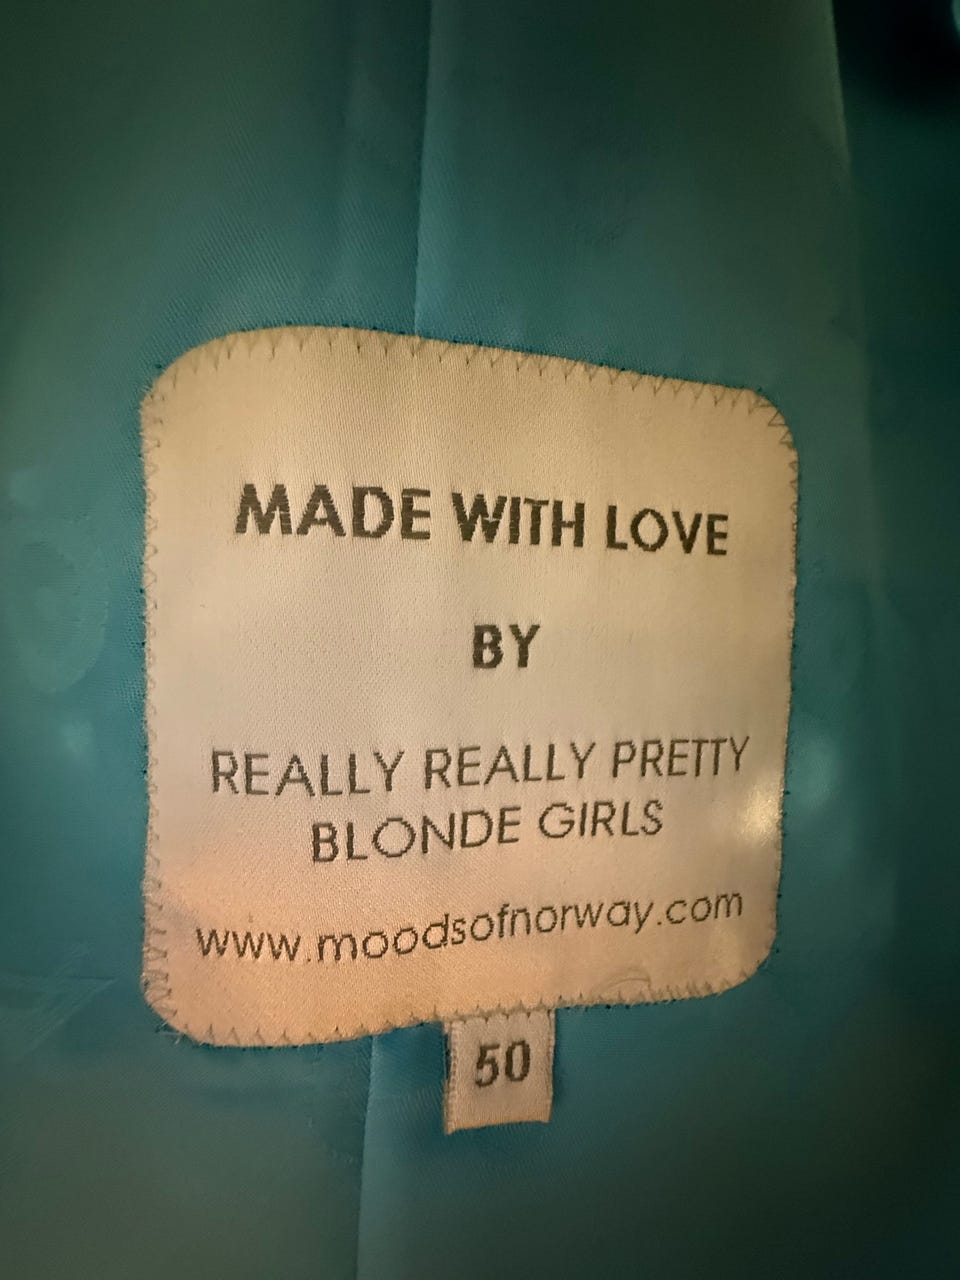 MADE WITH LOVE
BY
REALLY REALLY PRETTY
BLONDE GIRLS
www.moodsofnorway.com
50